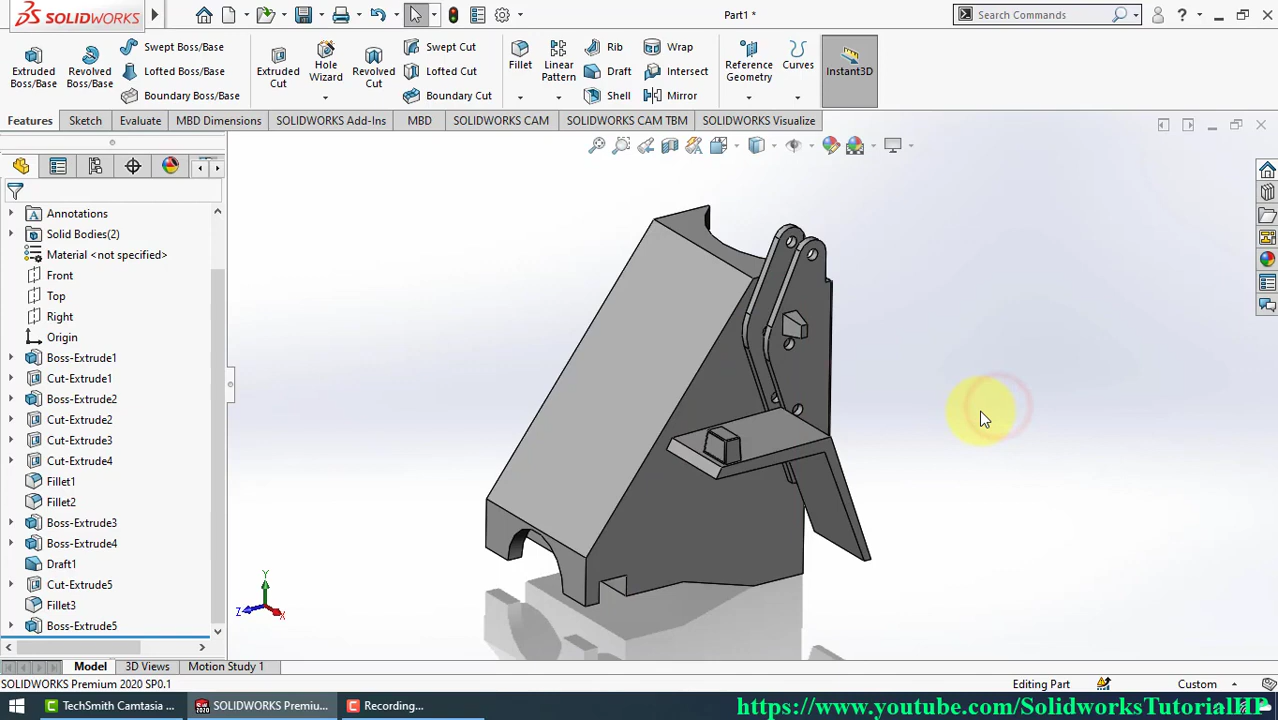 SOLIDWORKS
Part1 *
Search Commands
Extruded Boss/Base
Revolved Boss/Base
Swept Boss/Base
Lofted Boss/Base
Boundary Boss/Base
Extruded Cut
Hole Wizard
Revolved Cut
Swept Cut
Lofted Cut
Boundary Cut
Fillet
Linear Pattern
Rib
Draft
Shell
Wrap
Intersect
Mirror
Reference Geometry
Curves
Instant3D
Features Sketch Evaluate MBD Dimensions SOLIDWORKS Add-Ins MBD SOLIDWORKS CAM SOLIDWORKS CAM TBM SOLIDWORKS Visualize
Annotations
Solid Bodies(2)
Material <not specified>
Front
Top
Right
Origin
Boss-Extrude1
Cut-Extrude1
Boss-Extrude2
Cut-Extrude2
Cut-Extrude3
Cut-Extrude4
Fillet1
Fillet2
Boss-Extrude3
Boss-Extrude4
Draft1
Cut-Extrude5
Fillet3
Boss-Extrude5
Y
Z
X
Model 3D Views Motion Study 1
SOLIDWORKS Premium 2020 SP0.1
Editing Part
Custom
TechSmith Camtasia ...
SOLIDWORKS Premiu...
Recording...
https://www.youtube.com/SolidworksTutorialHP